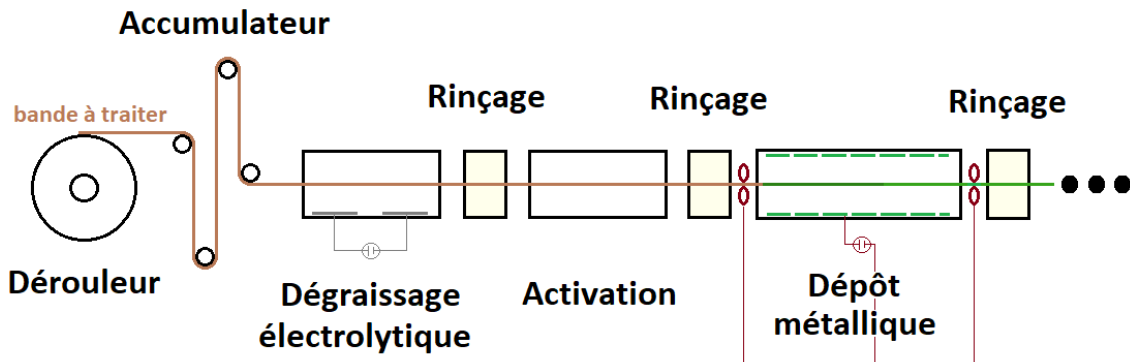 Accumulateur
bande à traiter
Rinçage
Rinçage
Rinçage
Dérouleur
Dégraissage
électrolytique
Activation
Dépôt
métallique